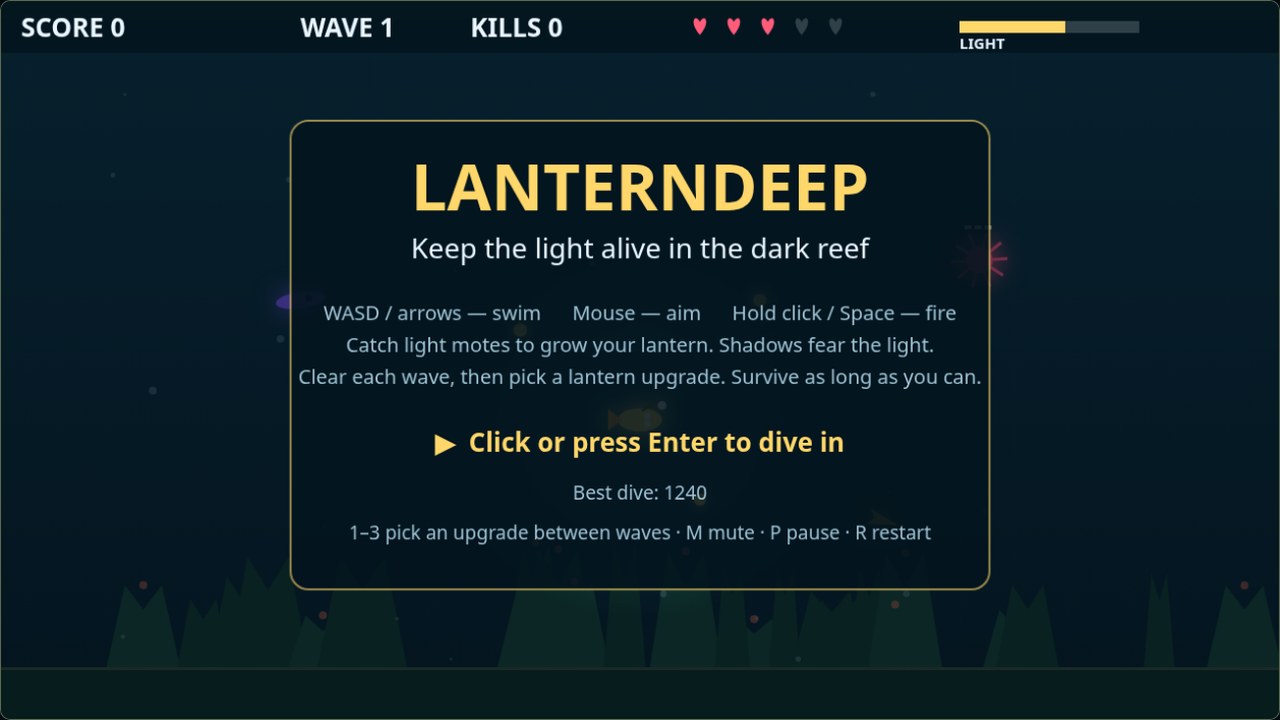 SCORE 0 WAVE 1 KILLS 0
LIGHT
LANTERNDEEP
Keep the light alive in the dark reef
WASD / arrows — swim Mouse — aim Hold click / Space — fire
Catch light motes to grow your lantern. Shadows fear the light.
Clear each wave, then pick a lantern upgrade. Survive as long as you can.
▶ Click or press Enter to dive in
Best dive: 1240
1–3 pick an upgrade between waves · M mute · P pause · R restart